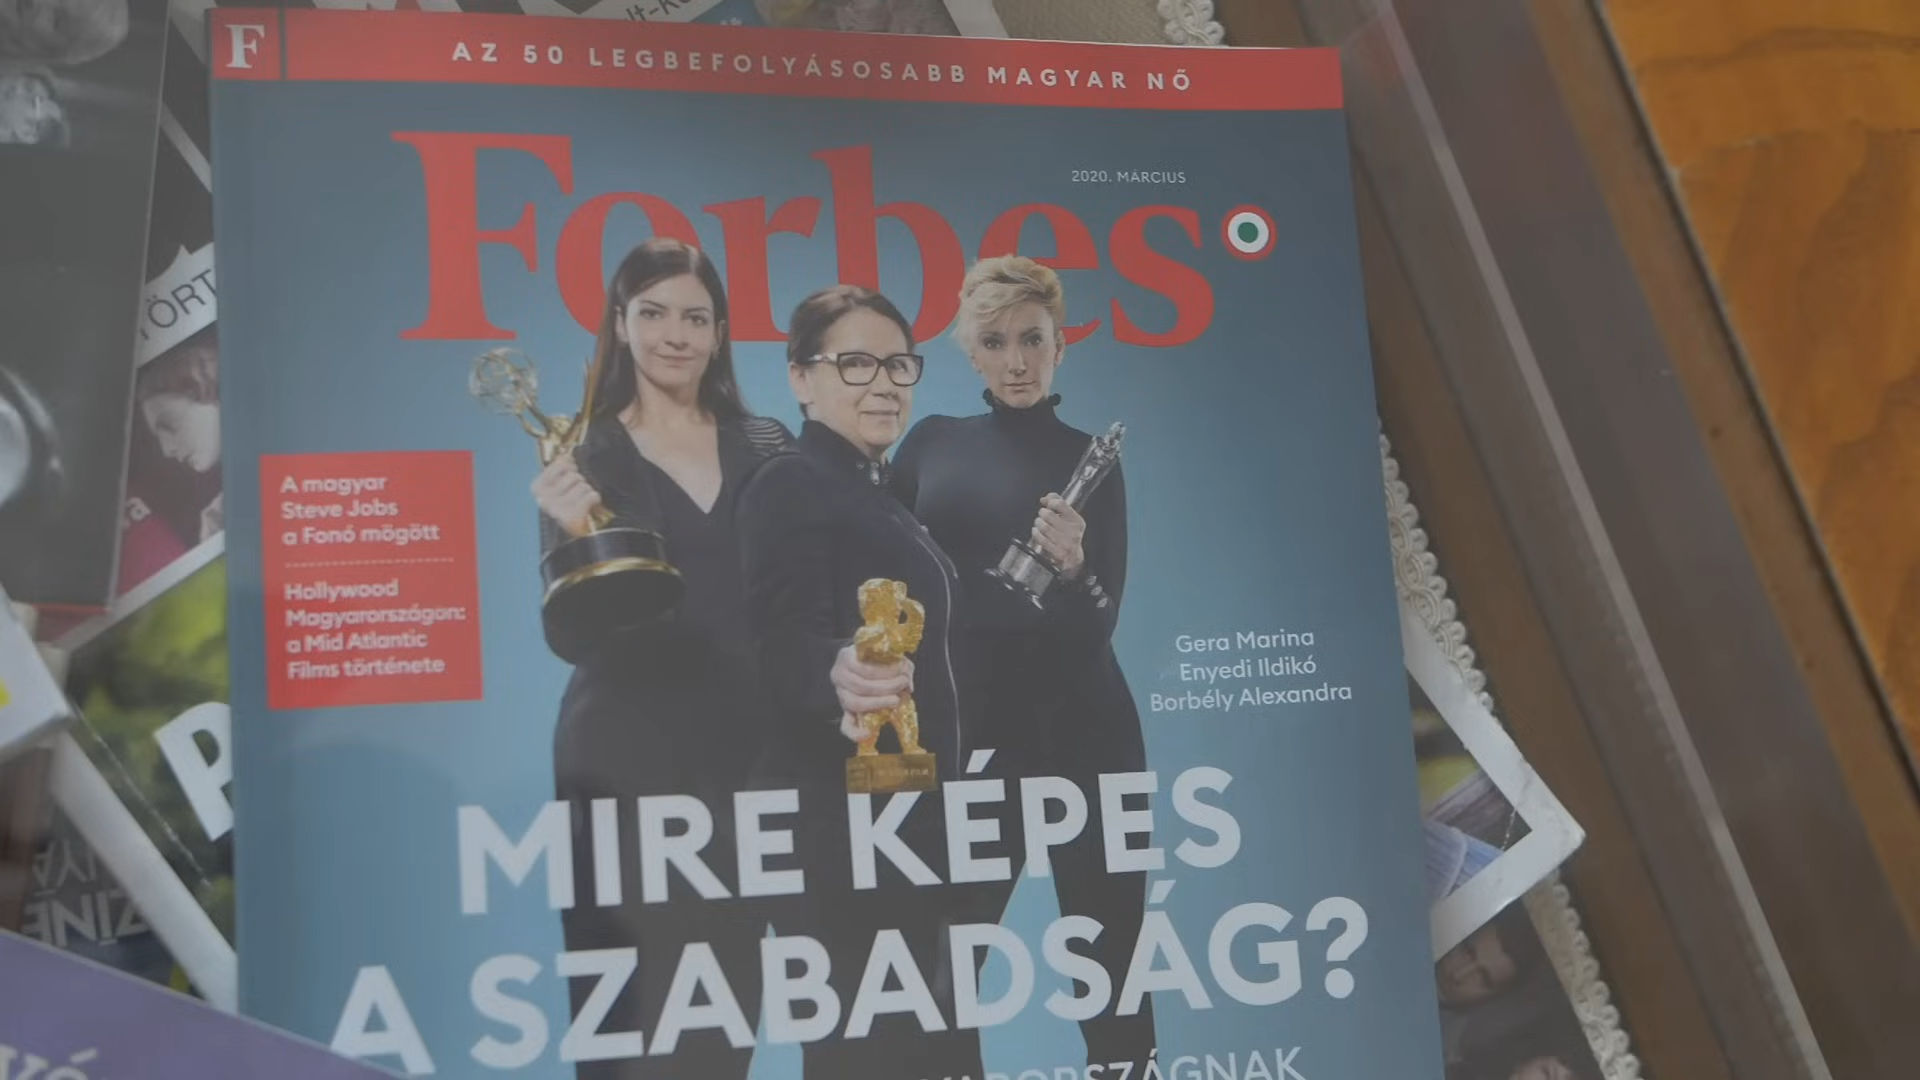 F
AZ 50 LEGBEFOLYÁSOSABB MAGYAR NŐ
Forbes
2020. MÁRCIUS
A magyar
Steve Jobs
a Fonó mögött
Hollywood
Magyarországon:
a Mid Atlantic
Films története
Gera Marina
Enyedi Ildikó
Borbély Alexandra
MIRE KÉPES
A SZABADSÁG?